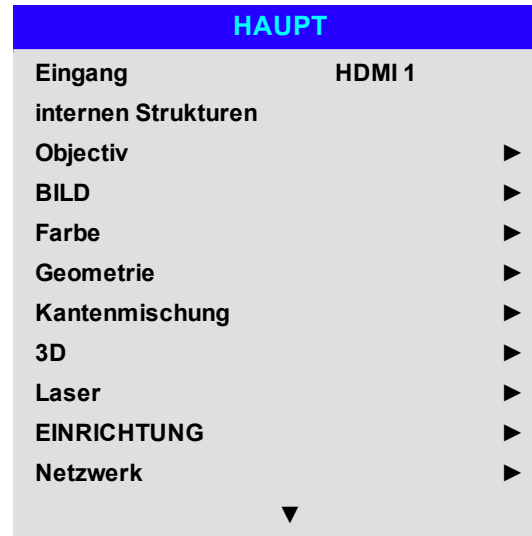 HAUPT
Eingang HDMI 1
internen Strukturen
Objectiv ►
BILD ►
Farbe ►
Geometrie ►
Kantenmischung ►
3D ►
Laser ►
EINRICHTUNG ►
Netzwerk ►
▼